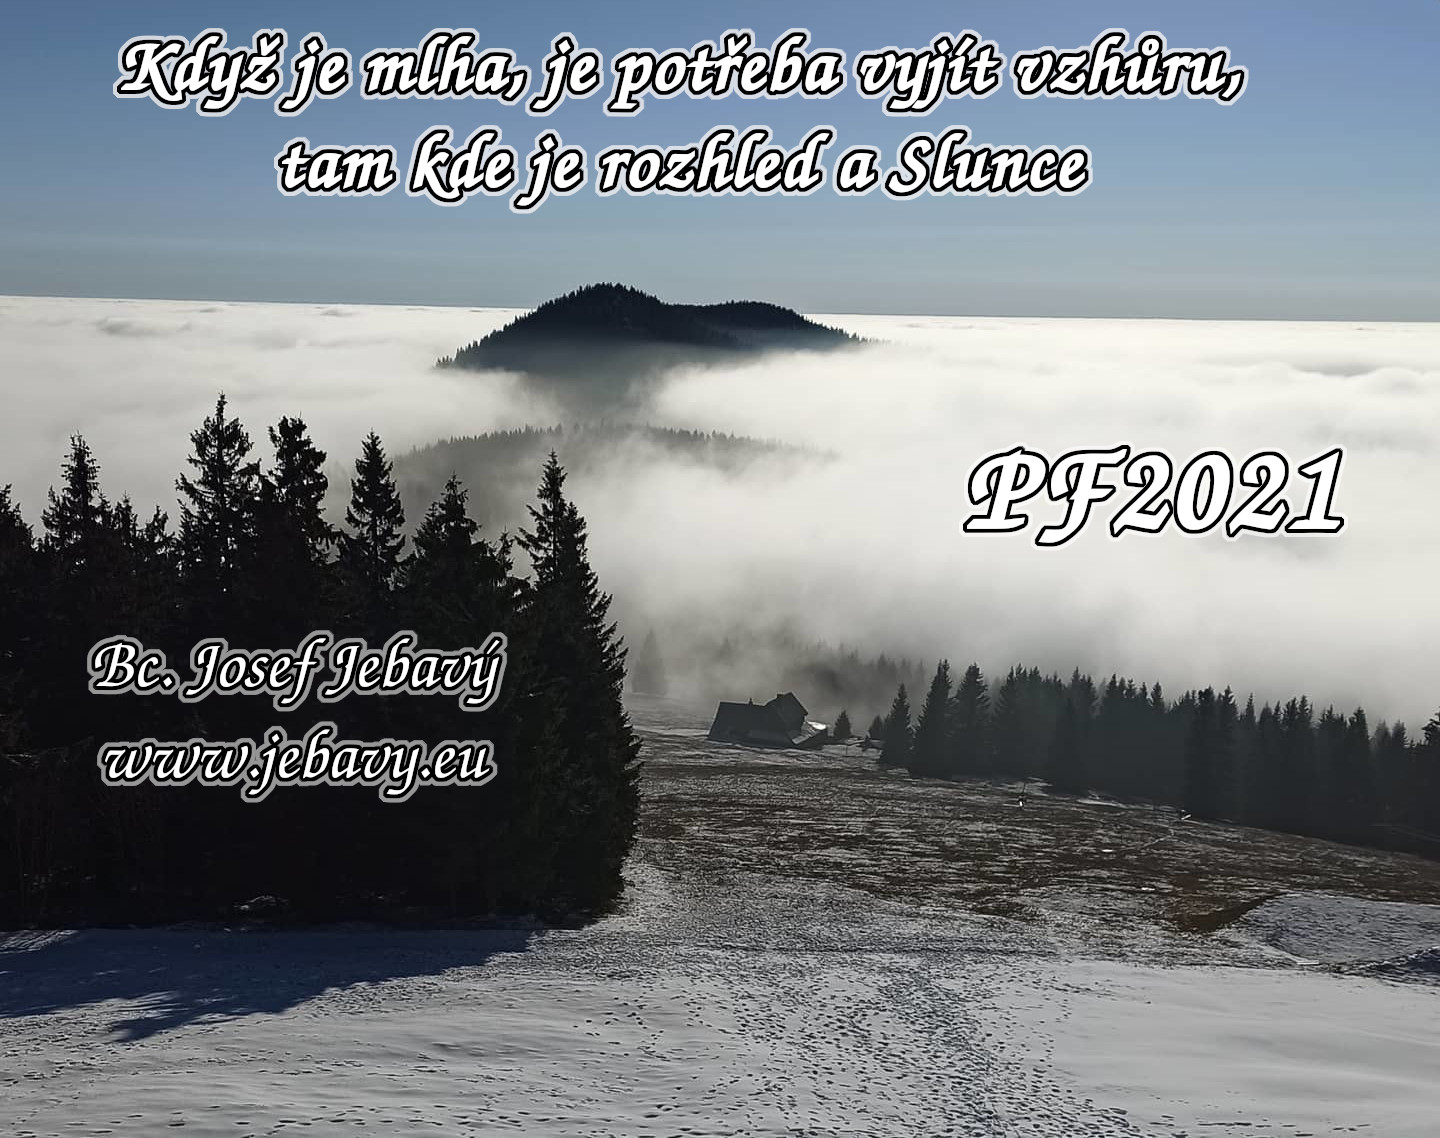 Když je mlha, je potřeba vyjít vzhůru,
tam kde je rozhled a Slunce
PF2021
Bc. Josef Jebavý
www.jebavy.eu